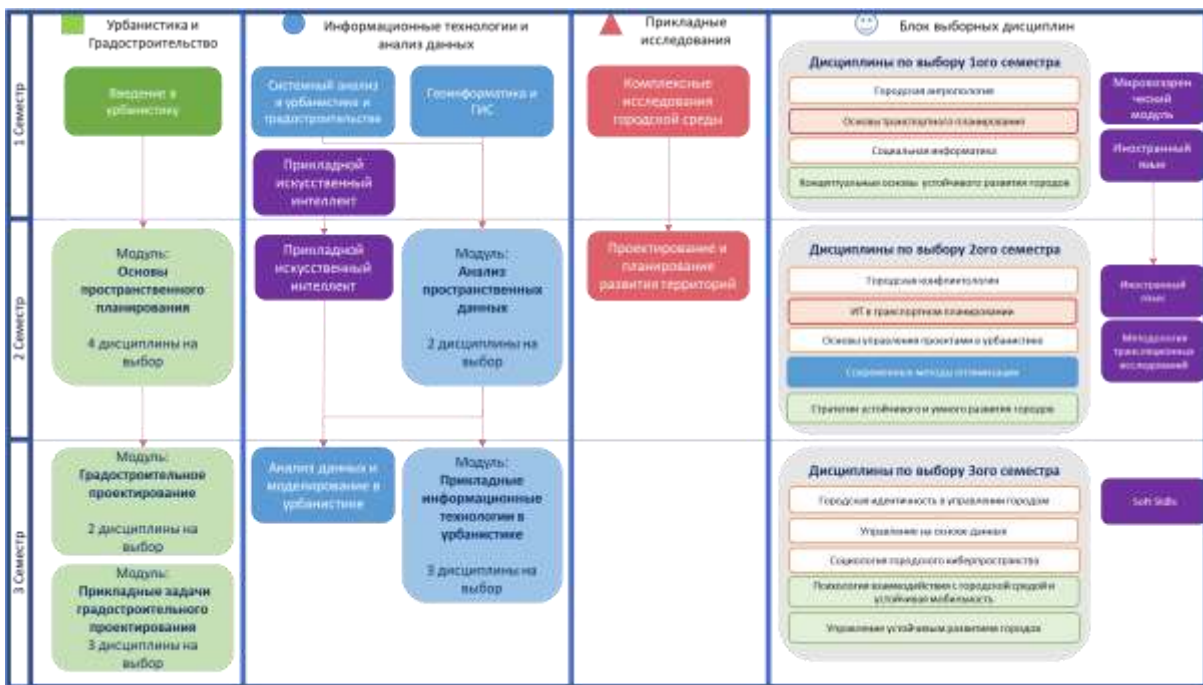 Урбанистика и
Градостроительство
Информационные технологии и
анализ данных
Прикладные
исследования
Блок выборных дисциплин
1 Семестр
Введение в
урбанистику
Системный анализ
в урбанистике и
градостроительстве
Геоинформатика и
ГИС
Прикладной
искусственный
интеллект
Комплексные
исследования
городской среды
Дисциплины по выбору 1ого семестра
Городская антропология
Основы транспортного планирования
Социальная информатика
Концептуальные основы устойчивого развития городов
Мировоззрен
ческий
модуль
Иностранный
язык
2 Семестр
Модуль:
Основы
пространственного
планирования
4 дисциплины на
выбор
Прикладной
искусственный
интеллект
Модуль:
Анализ
пространственных
данных
2 дисциплины на
выбор
Проектирование и
планирование
развития территорий
Дисциплины по выбору 2ого семестра
Городская конфликтология
ИТ в транспортном планировании
Основы управления проектами в урбанистике
Современные методы оптимизации
Стратегии устойчивого и умного развития городов
Иностранный
язык
Методология
трансляционных
исследований
3 Семестр
Модуль:
Градостроительное
проектирование
2 дисциплины на
выбор
Модуль:
Прикладные задачи
градостроительного
проектирования
3 дисциплины на
выбор
Анализ данных и
моделирование в
урбанистике
Модуль:
Прикладные
информационные
технологии в
урбанистике
3 дисциплины на
выбор
Дисциплины по выбору 3ого семестра
Городская идентичность в управлении городом
Управление на основе данных
Социология городского киберпространства
Психология взаимодействия с городской средой и
устойчивая мобильность
Управление устойчивым развитием городов
Soft Skills